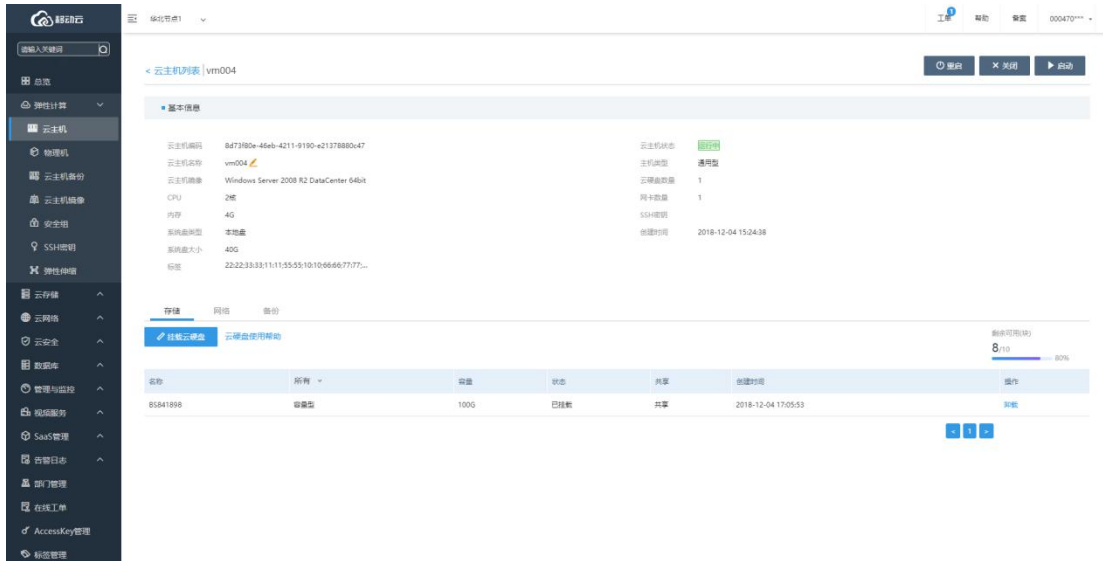 移动云
华北节点1
工单
1
帮助
备案
000470***
请输入关键词
总览
弹性计算
云主机
物理机
云主机备份
云主机镜像
安全组
SSH密钥
弹性伸缩
云存储
云网络
云安全
数据库
管理与监控
视频服务
SaaS管理
告警日志
部门管理
在线工单
AccessKey管理
标签管理
< 云主机列表 | vm004
重启
× 关闭
启动
基本信息
云主机编码 8d73f80e-46eb-4211-9190-e21378880c47
云主机状态 运行中
云主机名称 vm004
主机类型 通用型
云主机镜像 Windows Server 2008 R2 DataCenter 64bit
云硬盘数量 1
CPU 2核
网卡数量 1
内存 4G
SSH密钥
系统盘类型 本地盘
创建时间 2018-12-04 15:24:38
系统盘大小 40G
标签 22:22:33:33;11:11;55:55;10:10;66:66;77:77;...
存储 网络 备份
挂载云硬盘 云硬盘使用帮助
剩余可用(块)
8/10
80%
名称 所有 容量 状态 共享 创建时间 操作
BS841898 容量型 100G 已挂载 共享 2018-12-04 17:05:53 卸载
< 1 >